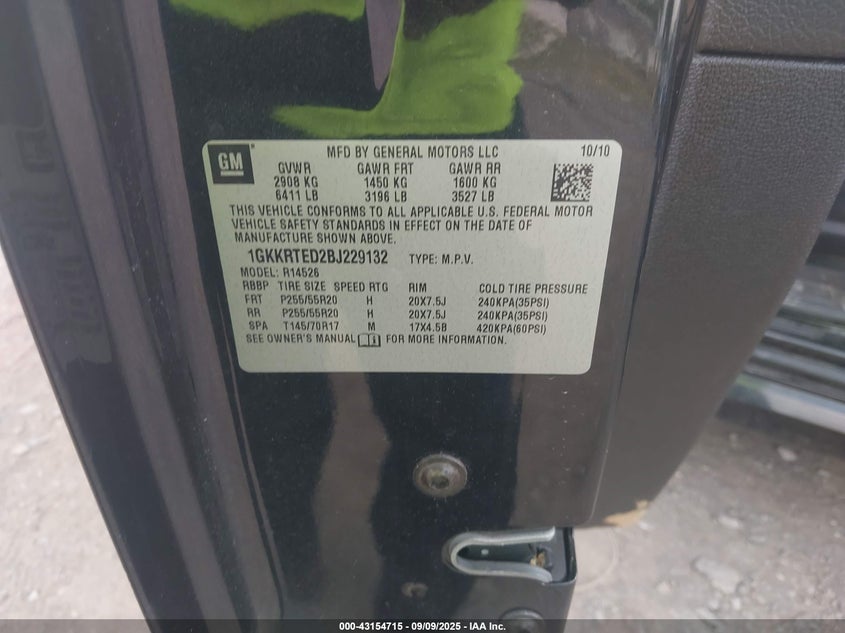 GM
MFD BY GENERAL MOTORS LLC 10/10
GVWR GAWR FRT GAWR RR
2908 KG 1450 KG 1600 KG
6411 LB 3196 LB 3527 LB
THIS VEHICLE CONFORMS TO ALL APPLICABLE U.S. FEDERAL MOTOR
VEHICLE SAFETY STANDARDS IN EFFECT ON THE DATE OF
MANUFACTURE SHOWN ABOVE.
1GKKRTED2BJ229132 TYPE: M.P.V.
MODEL: R14526
RBBP TIRE SIZE SPEED RTG RIM COLD TIRE PRESSURE
FRT P255/55R20 H 20X7.5J 240KPA(35PSI)
RR P255/55R20 H 20X7.5J 240KPA(35PSI)
SPA T145/70R17 M 17X4.5B 420KPA(60PSI)
SEE OWNER'S MANUAL FOR MORE INFORMATION.
000-43154715 - 09/09/2025 - IAA Inc.